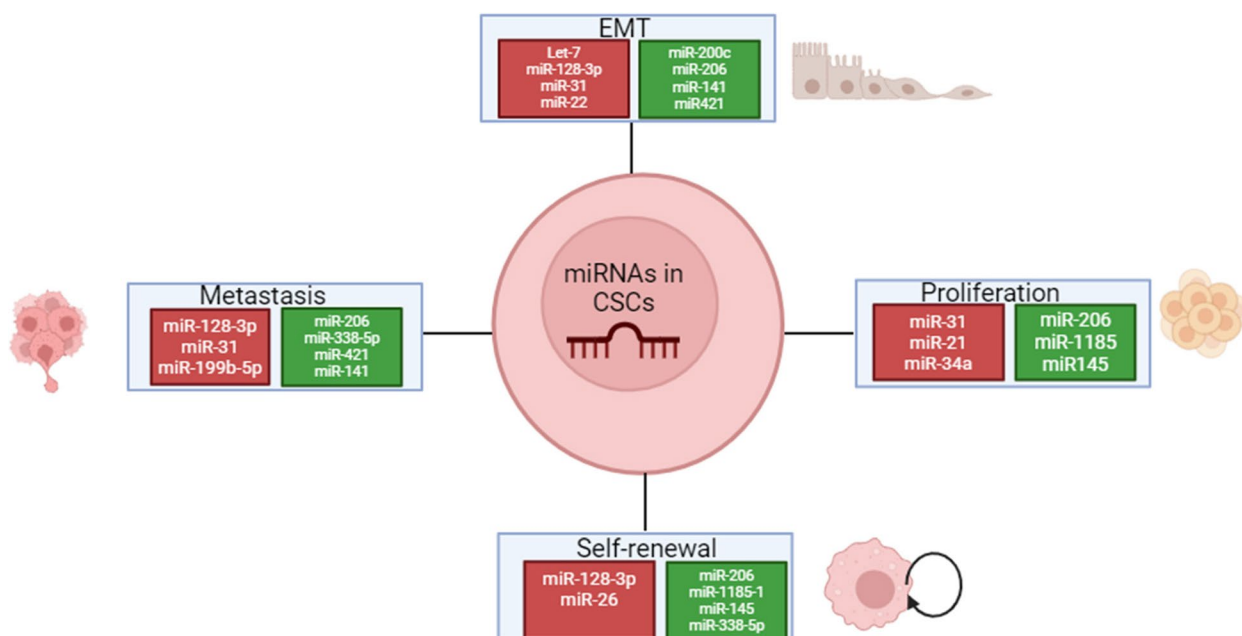 EMT
Let-7
miR-128-3p
miR-31
miR-22
miR-200c
miR-206
miR-141
miR421
miRNAs in
CSCs
Metastasis
miR-128-3p
miR-31
miR-199b-5p
miR-206
miR-338-5p
miR-421
miR-141
Proliferation
miR-31
miR-21
miR-34a
miR-206
miR-1185
miR145
Self-renewal
miR-128-3p
miR-26
miR-206
miR-1185-1
miR-145
miR-338-5p